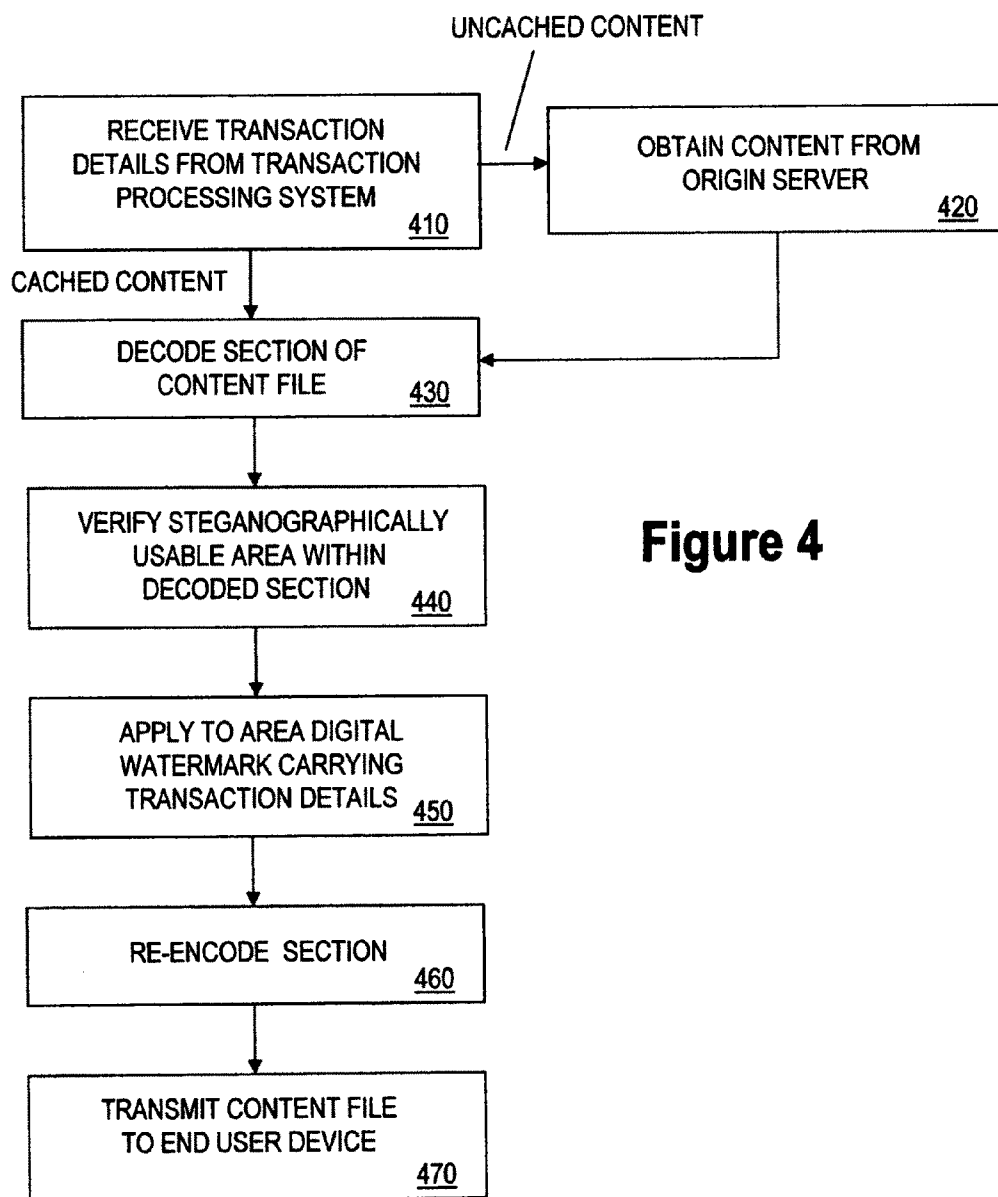 UNCACHED CONTENT
RECEIVE TRANSACTION
DETAILS FROM TRANSACTION
PROCESSING SYSTEM
410
OBTAIN CONTENT FROM
ORIGIN SERVER
420
CACHED CONTENT
DECODE SECTION OF
CONTENT FILE
430
VERIFY STEGANOGRAPHICALLY
USABLE AREA WITHIN
DECODED SECTION
440
Figure 4
APPLY TO AREA DIGITAL
WATERMARK CARRYING
TRANSACTION DETAILS
450
RE-ENCODE SECTION
460
TRANSMIT CONTENT FILE
TO END USER DEVICE
470